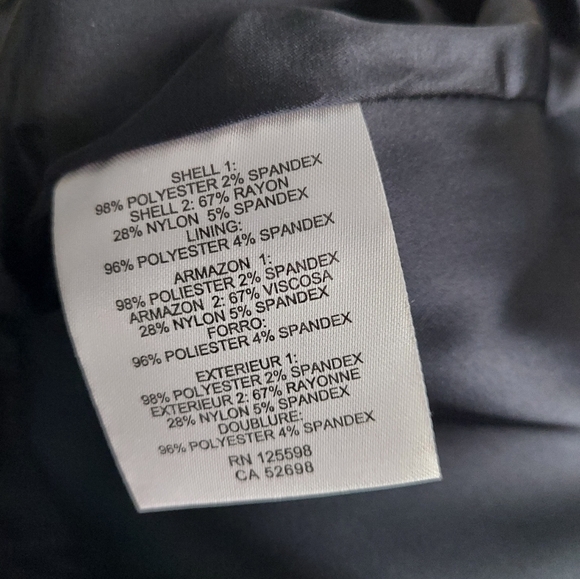 SHELL 1:
98% POLYESTER 2% SPANDEX
SHELL 2: 67% RAYON
28% NYLON 5% SPANDEX
LINING:
96% POLYESTER 4% SPANDEX
ARMAZON 1:
98% POLIESTER 2% SPANDEX
ARMAZON 2: 67% VISCOSA
28% NYLON 5% SPANDEX
FORRO:
96% POLIESTER 4% SPANDEX
EXTERIEUR 1:
98% POLYESTER 2% SPANDEX
EXTERIEUR 2: 67% RAYONNE
28% NYLON 5% SPANDEX
DOUBLURE:
96% POLYESTER 4% SPANDEX
RN 125598
CA 52698